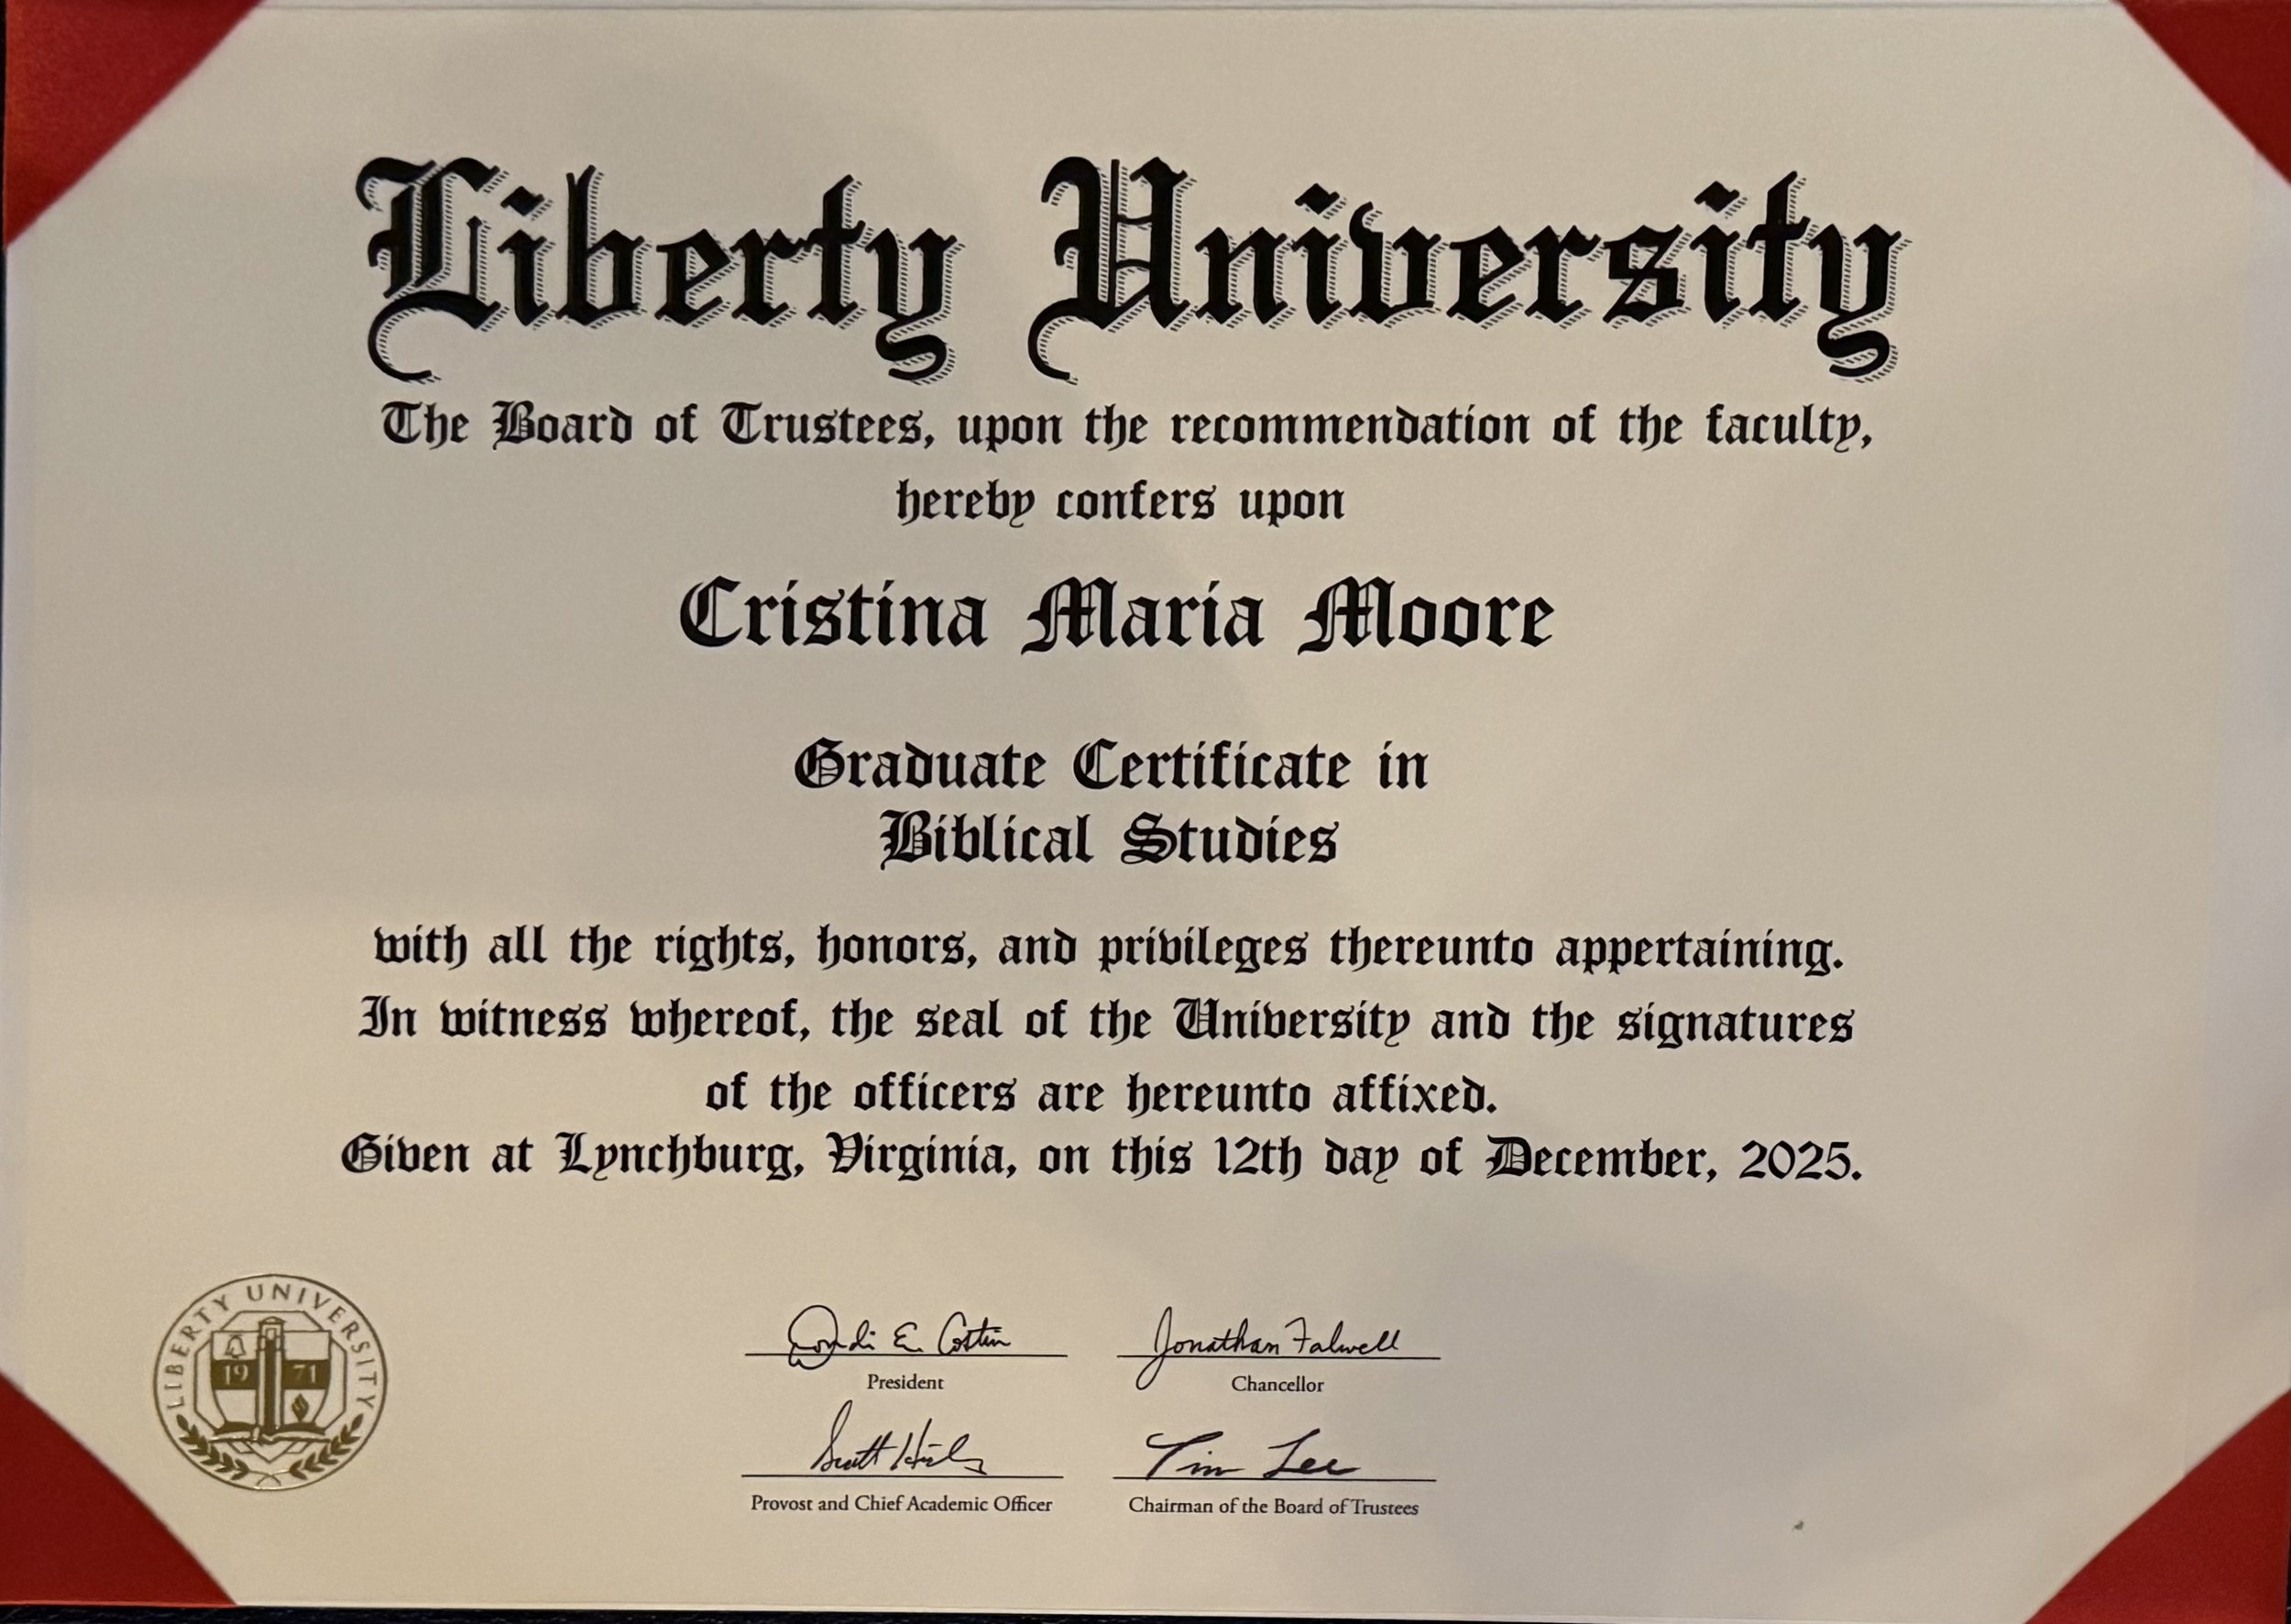 Liberty University
The Board of Trustees, upon the recommendation of the faculty,
hereby confers upon
Cristina Maria Moore
Graduate Certificate in
Biblical Studies
with all the rights, honors, and privileges thereunto appertaining.
In witness whereof, the seal of the University and the signatures
of the officers are hereunto affixed.
Given at Lynchburg, Virginia, on this 12th day of December, 2025.
LIBERTY UNIVERSITY
19 71
Dondi E. Costin Jonathan Falwell
President Chancellor
Scott Hicks Tim Lee
Provost and Chief Academic Officer Chairman of the Board of Trustees